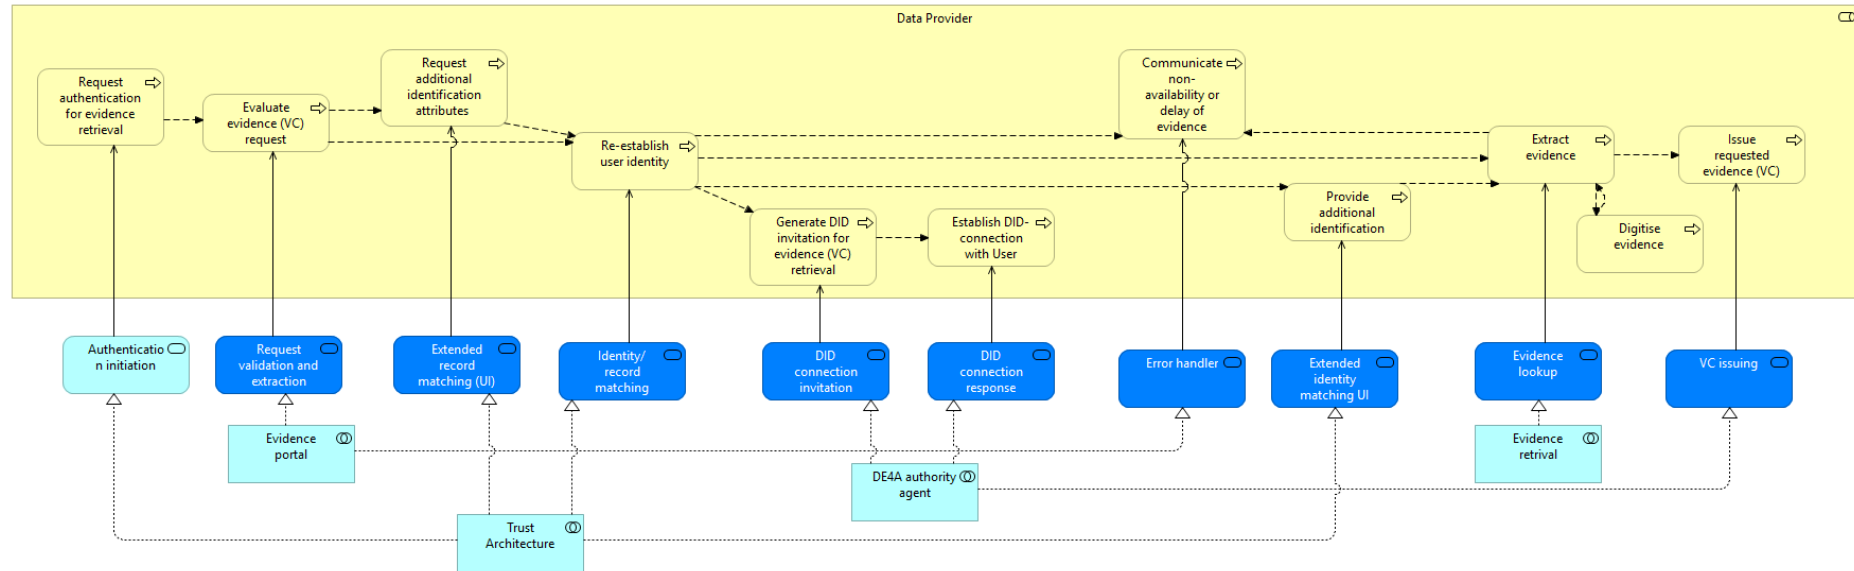 Data Provider
Request
authentication
for evidence
retrieval
Evaluate
evidence (VC)
request
Request
additional
identification
attributes
Re-establish
user identity
Generate DID
invitation for
evidence (VC)
retrieval
Establish DID-
connection
with User
Communicate
non-
availability or
delay of
evidence
Provide
additional
identification
Extract
evidence
Digitise
evidence
Issue
requested
evidence (VC)
Authenticatio
n initiation
Request
validation and
extraction
Extended
record
matching (UI)
Identity/
record
matching
DID
connection
invitation
DID
connection
response
Error handler
Extended
identity
matching UI
Evidence
lookup
VC issuing
Evidence
portal
DE4A authority
agent
Evidence
retrival
Trust
Architecture